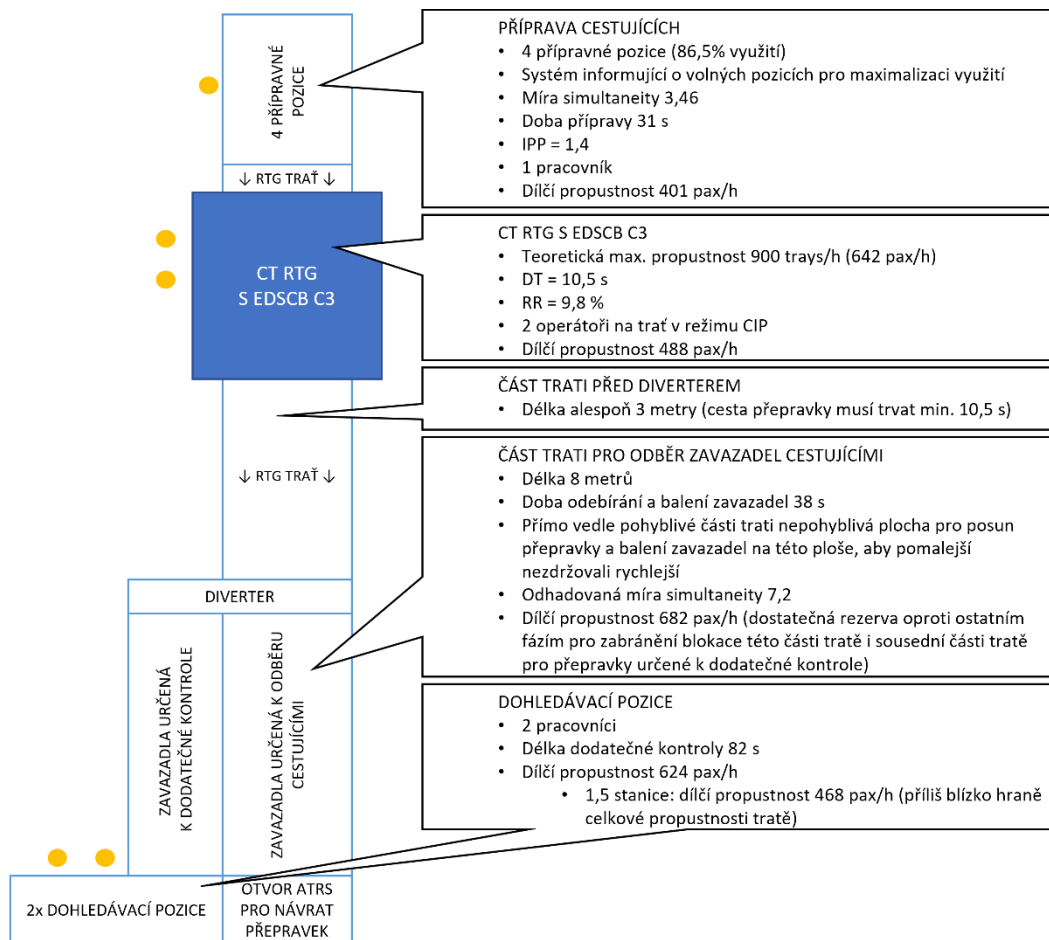 PŘÍPRAVA CESTUJÍCÍCH
• 4 přípravné pozice (86,5% využití)
• Systém informující o volných pozicích pro maximalizaci využití
• Míra simultaneity 3,46
• Doba přípravy 31 s
• IPP = 1,4
• 1 pracovník
• Dílčí propustnost 401 pax/h
4 PŘÍPRAVNÉ
POZICE
↓ RTG TRAŤ ↓
CT RTG
S EDSCB C3
CT RTG S EDSCB C3
• Teoretická max. propustnost 900 trays/h (642 pax/h)
• DT = 10,5 s
• RR = 9,8 %
• 2 operátoři na trať v režimu CIP
• Dílčí propustnost 488 pax/h
ČÁST TRATI PŘED DIVERTEREM
• Délka alespoň 3 metry (cesta přepravky musí trvat min. 10,5 s)
↓ RTG TRAŤ ↓
ČÁST TRATI PRO ODBĚR ZAVAZADEL CESTUJÍCÍMI
• Délka 8 metrů
• Doba odebírání a balení zavazadel 38 s
• Přímo vedle pohyblivé části trati nepohyblivá plocha pro posun
přepravky a balení zavazadel na této ploše, aby pomalejší
nezdržovali rychlejší
• Odhadovaná míra simultaneity 7,2
• Dílčí propustnost 682 pax/h (dostatečná rezerva oproti ostatním
fázím pro zabránění blokace této části tratě i sousední části tratě
pro přepravky určené k dodatečné kontrole)
DIVERTER
ZAVAZADLA URČENÁ
K DODATEČNÉ KONTROLE
ZAVAZADLA URČENÁ K ODBĚRU
CESTUJÍCÍMI
DOHLEDÁVACÍ POZICE
• 2 pracovníci
• Délka dodatečné kontroly 82 s
• Dílčí propustnost 624 pax/h
• 1,5 stanice: dílčí propustnost 468 pax/h (příliš blízko hraně
celkové propustnosti tratě)
2x DOHLEDÁVACÍ POZICE
OTVOR ATRS
PRO NÁVRAT
PŘEPRAVEK